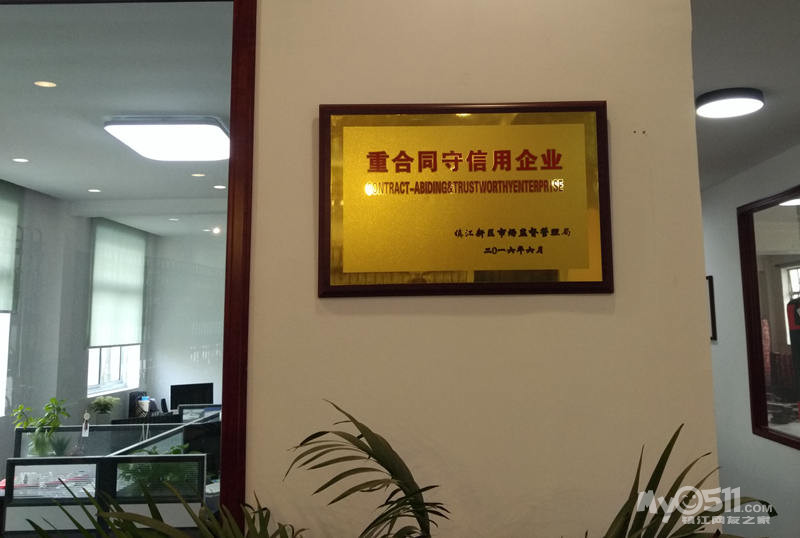 重合同守信用企业
CONTRACT-ABIDING&TRUSTWORTHYENTERPRISE
镇江新区市场监督管理局
二〇一六年六月
My0511.COM
镇江网友之家